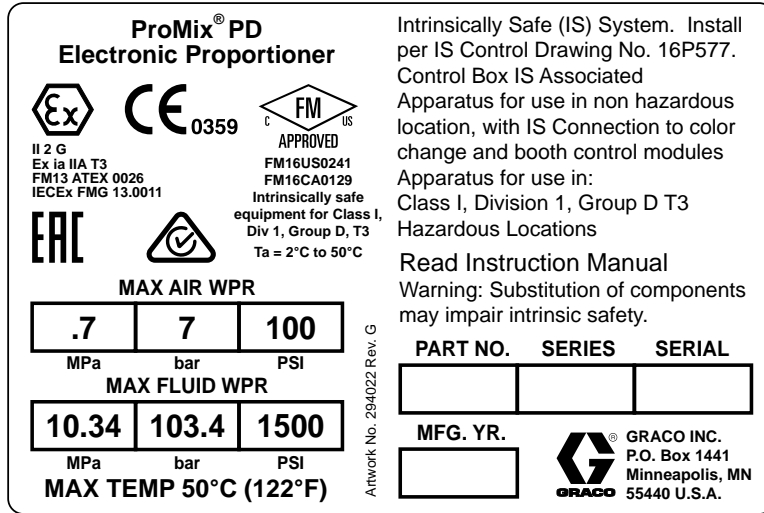 ProMix® PD
Electronic Proportioner
Ex
CE 0359
FM
C US
APPROVED
II 2 G
Ex ia IIA T3
FM13 ATEX 0026
IECEx FMG 13.0011
FM16US0241
FM16CA0129
Intrinsically safe
equipment for Class I,
Div 1, Group D, T3
Ta = 2°C to 50°C
EAC
MAX AIR WPR
.7 7 100
MPa bar PSI
MAX FLUID WPR
10.34 103.4 1500
MPa bar PSI
MAX TEMP 50°C (122°F)
Artwork No. 294022 Rev. G
Intrinsically Safe (IS) System. Install
per IS Control Drawing No. 16P577.
Control Box IS Associated
Apparatus for use in non hazardous
location, with IS Connection to color
change and booth control modules
Apparatus for use in:
Class I, Division 1, Group D T3
Hazardous Locations
Read Instruction Manual
Warning: Substitution of components
may impair intrinsic safety.
PART NO. SERIES SERIAL
MFG. YR.
GRACO
®
GRACO INC.
P.O. Box 1441
Minneapolis, MN
55440 U.S.A.